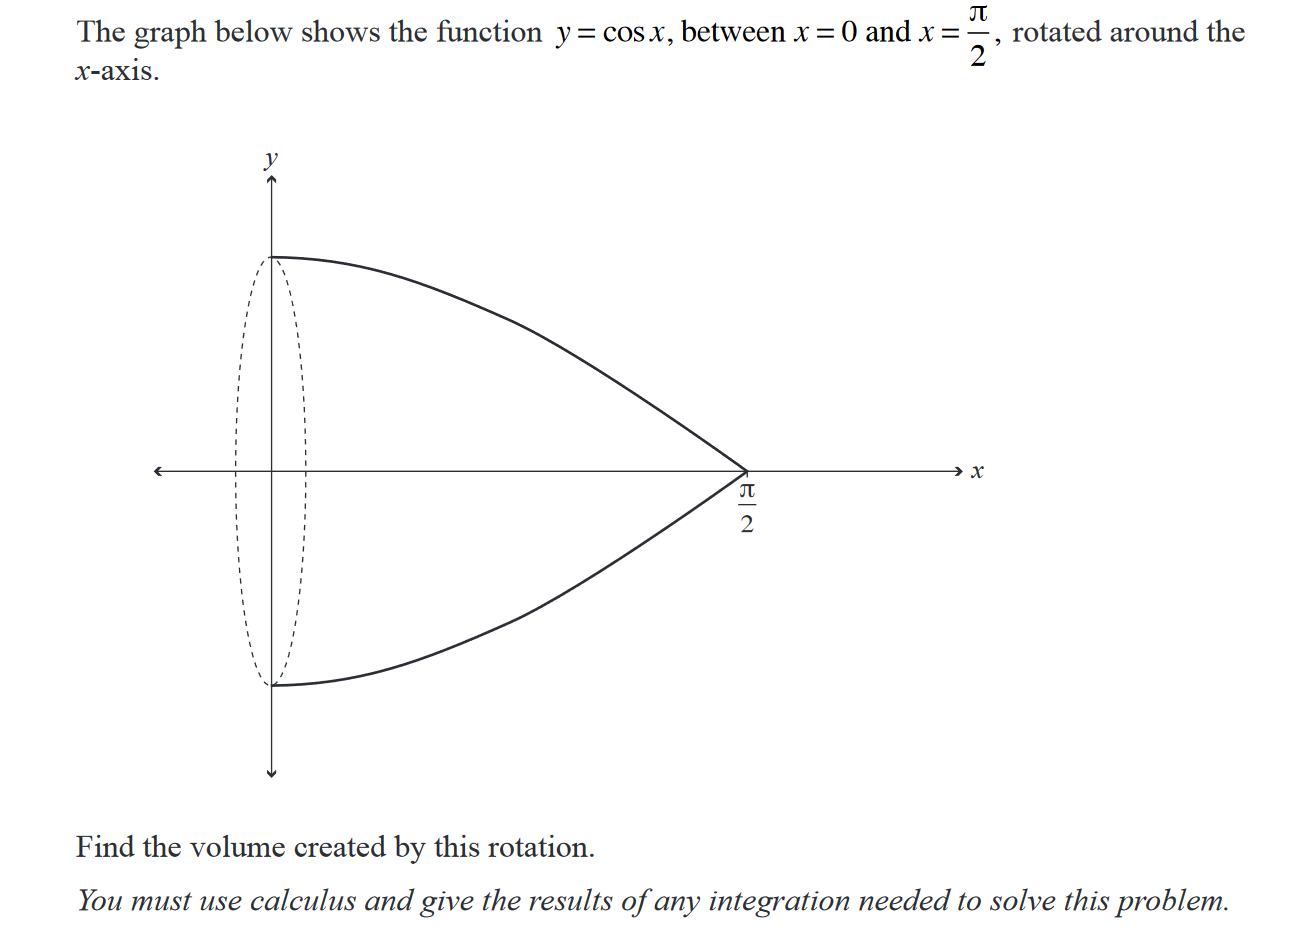 The graph below shows the function y = cos x, between x = 0 and x = π/2, rotated around the
x-axis.
y
x
π/2
Find the volume created by this rotation.
You must use calculus and give the results of any integration needed to solve this problem.